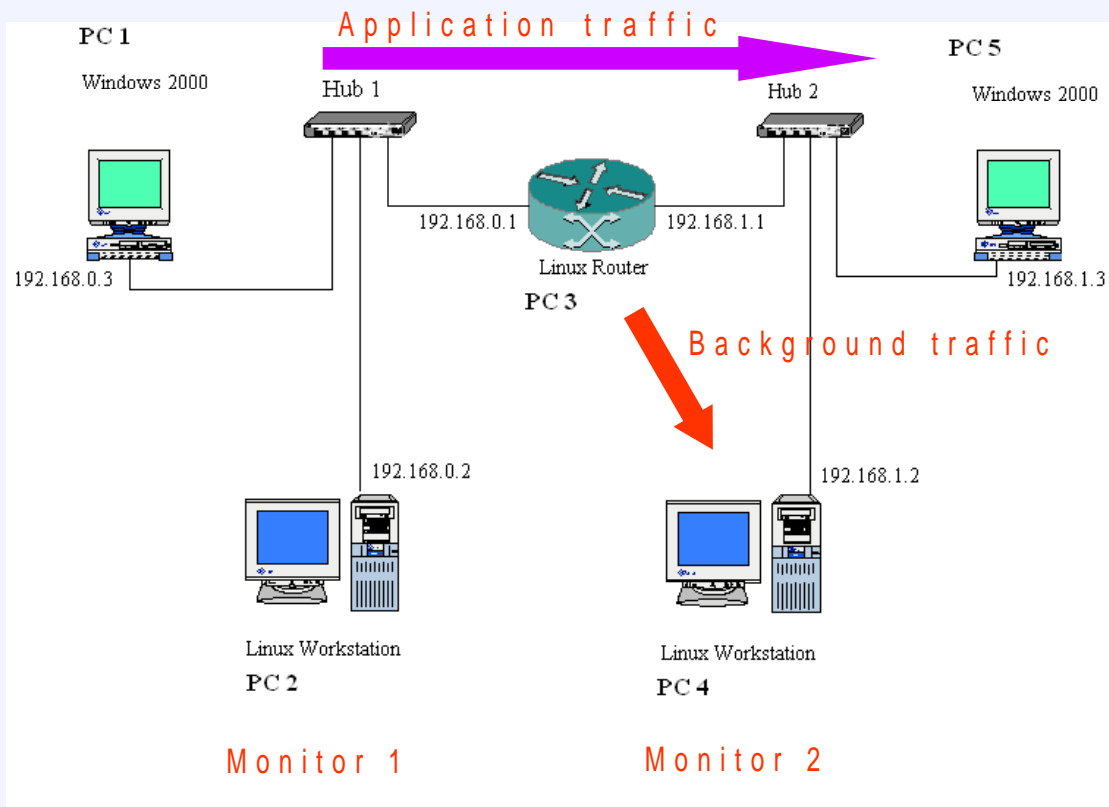 Application traffic
PC 1
PC 5
Windows 2000
Hub 1
Hub 2
Windows 2000
192.168.0.1
192.168.1.1
Linux Router
192.168.0.3
192.168.1.3
PC 3
Background traffic
192.168.0.2
192.168.1.2
Linux Workstation
Linux Workstation
PC 2
PC 4
Monitor 1
Monitor 2